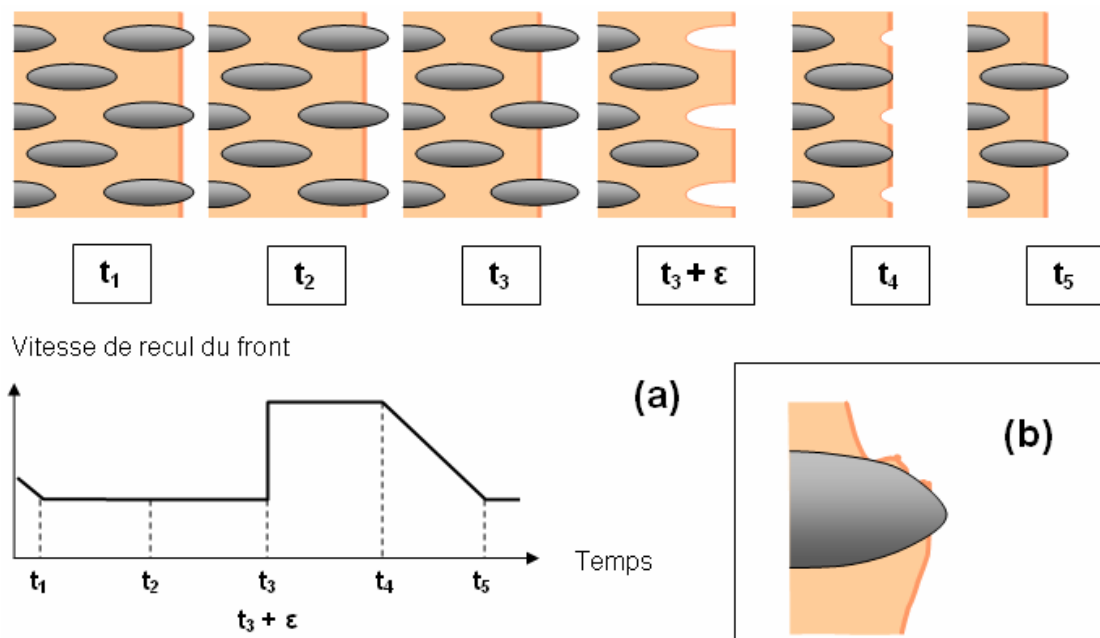 t₁ t₂ t₃ t₃ + ε t₄ t₅
Vitesse de recul du front
(a)
(b)
Temps
t₁ t₂ t₃ t₄ t₅
t₃ + ε